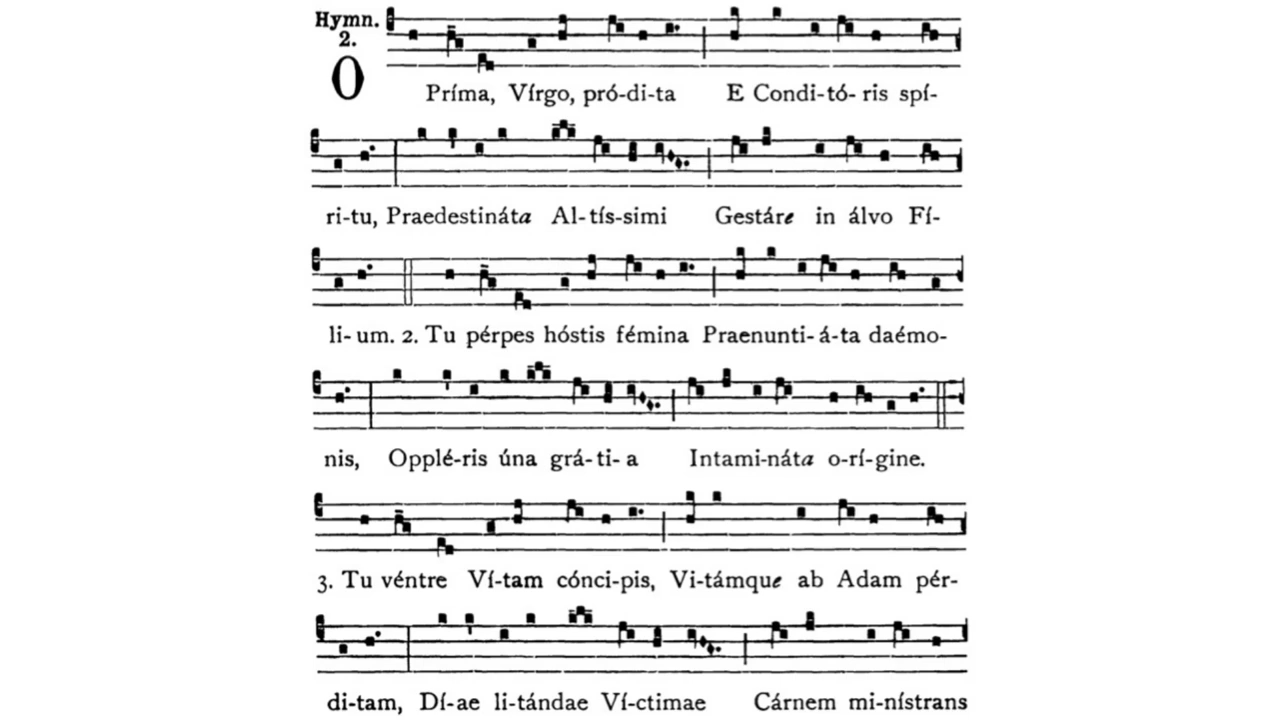 Hymn.
2.
O Príma, Vírgo, pró-di-ta E Condi-tó-ris spí-
ri-tu, Praedestináta Al-tís-simi Gestáre in álvo Fí-
li-um. 2. Tu pérpes hóstis fémina Praenunti-á-ta daémo-
nis, Opplé-ris úna grá-ti-a Intami-náta o-rí-gine.
3. Tu véntre Ví-tam cónci-pis, Vi-támque ab Adam pér-
di-tam, Dí-ae li-tándae Ví-ctimae Cárnem mi-nístrans